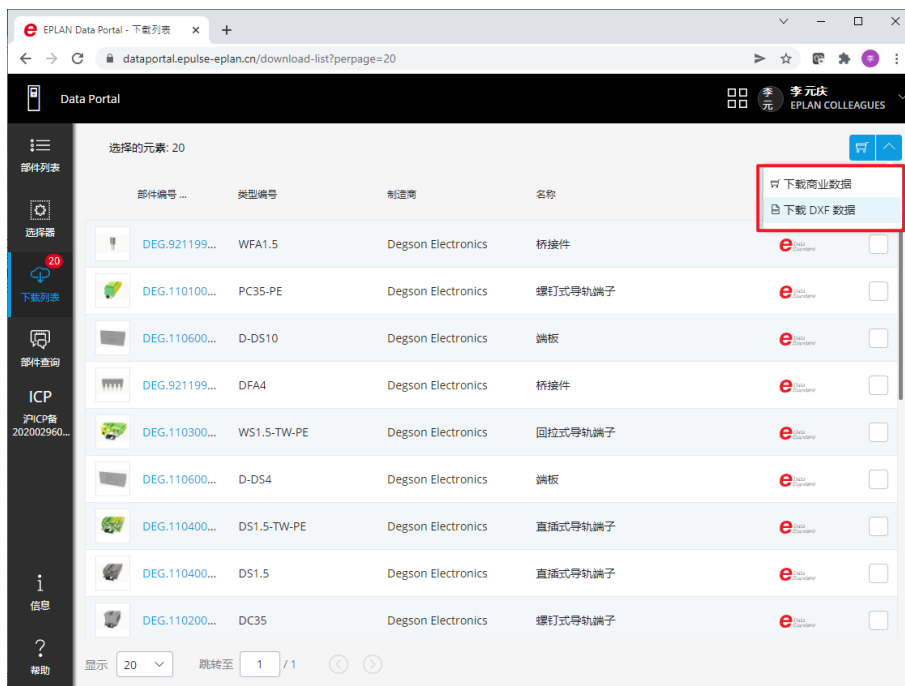 EPLAN Data Portal - 下载列表
dataportal.epulse-eplan.cn/download-list?perpage=20
李
Data Portal
李元
李 元庆
EPLAN COLLEAGUES
部件列表
选择器
20
下载列表
部件查询
ICP
沪ICP备
202002960...
信息
帮助
选择的元素: 20
下载商业数据
下载 DXF 数据
部件编号 ... 类型编号 制造商 名称
DEG.921199... WFA1.5 Degson Electronics 桥接件
DEG.110100... PC35-PE Degson Electronics 螺钉式导轨端子
DEG.110600... D-DS10 Degson Electronics 端板
DEG.921199... DFA4 Degson Electronics 桥接件
DEG.110300... WS1.5-TW-PE Degson Electronics 回拉式导轨端子
DEG.110600... D-DS4 Degson Electronics 端板
DEG.110400... DS1.5-TW-PE Degson Electronics 直插式导轨端子
DEG.110400... DS1.5 Degson Electronics 直插式导轨端子
DEG.110200... DC35 Degson Electronics 螺钉式导轨端子
显示 20 跳转至 1 / 1